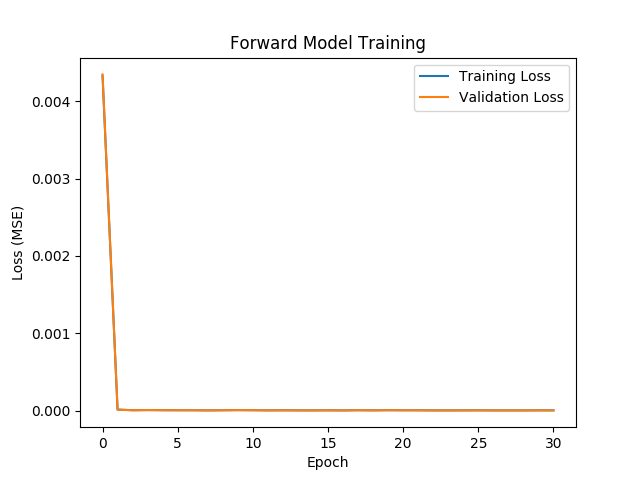 Forward Model Training
Training Loss
Validation Loss
0.004
0.003
0.002
0.001
0.000
Loss (MSE)
0 5 10 15 20 25 30
Epoch